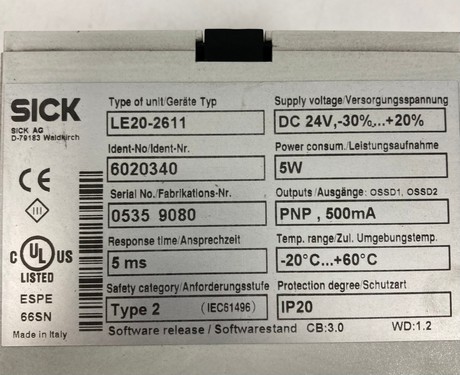 SICK
SICK AG
D-79183 Waldkirch
CE
III
C UL US
LISTED
ESPE
66SN
Made in Italy
Type of unit/Geräte Typ
LE20-2611
Ident-No/Ident-Nr.
6020340
Serial No./Fabrikations-Nr.
0535 9080
Response time/Ansprechzeit
5 ms
Safety category/Anforderungsstufe
Type 2 (IEC61496)
Supply voltage/Versorgungsspannung
DC 24V,-30%...+20%
Power consum./Leistungsaufnahme
5W
Outputs/Ausgänge: OSSD1, OSSD2
PNP, 500mA
Temp. range/Zul. Umgebungstemp.
-20°C...+60°C
Protection degree/Schutzart
IP20
Software release / Softwarestand CB:3.0 WD:1.2